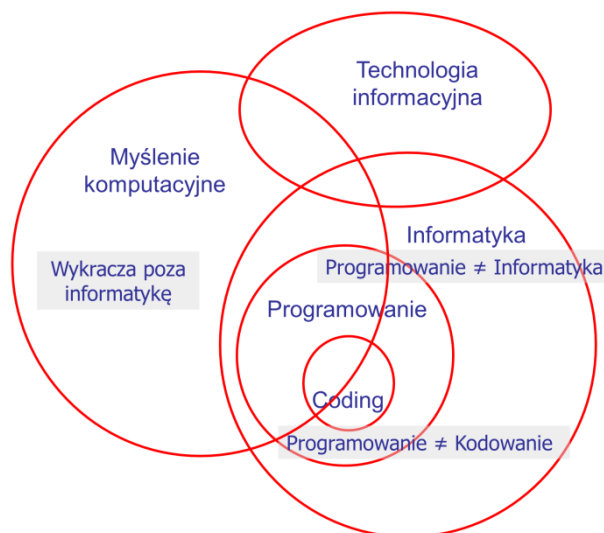 Technologia
informacyjna
Myślenie
komputacyjne
Informatyka
Programowanie ≠ Informatyka
Wykracza poza
informatykę
Programowanie
Coding
Programowanie ≠ Kodowanie